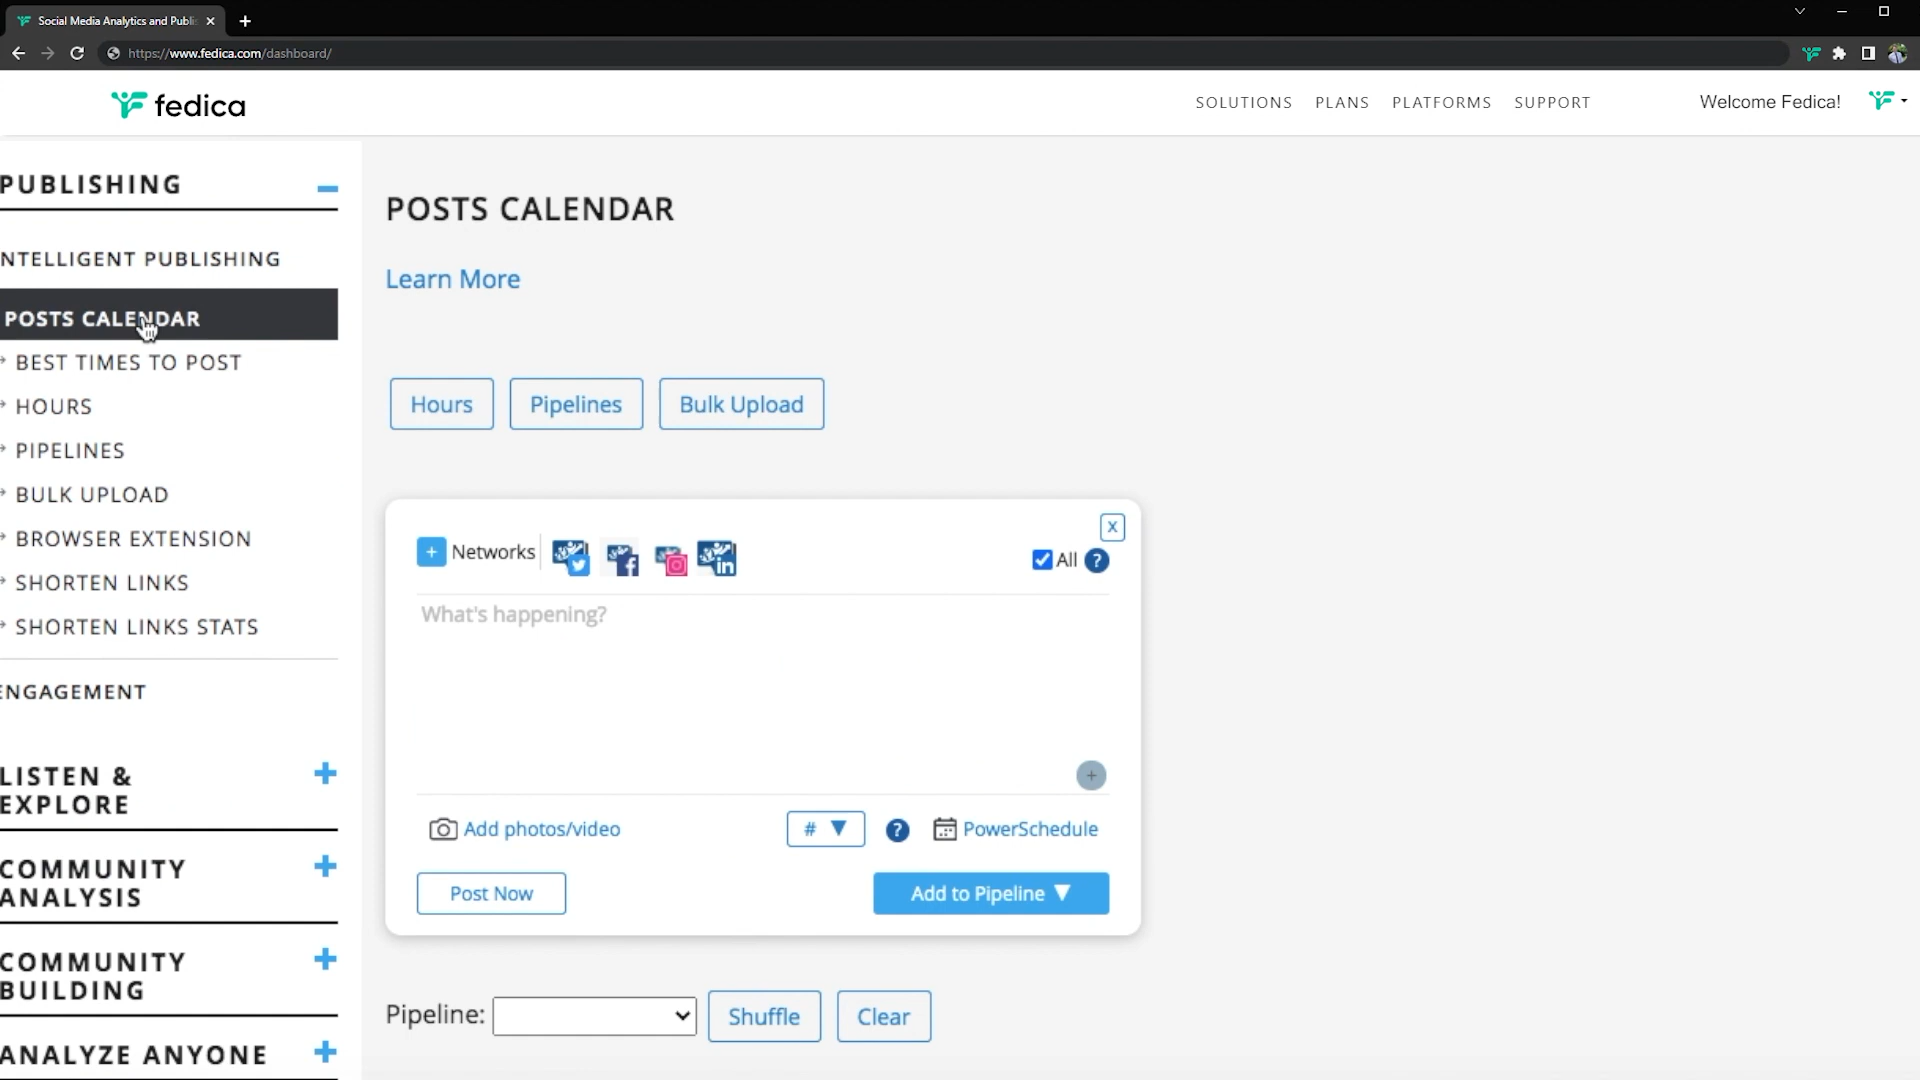 Social Media Analytics and Publi
https://www.fedica.com/dashboard/
fedica
SOLUTIONS PLANS PLATFORMS SUPPORT Welcome Fedica!
PUBLISHING
NTELLIGENT PUBLISHING
POSTS CALENDAR
BEST TIMES TO POST
HOURS
PIPELINES
BULK UPLOAD
BROWSER EXTENSION
SHORTEN LINKS
SHORTEN LINKS STATS
ENGAGEMENT
LISTEN &
EXPLORE
COMMUNITY
ANALYSIS
COMMUNITY
BUILDING
ANALYZE ANYONE
POSTS CALENDAR
Learn More
Hours Pipelines Bulk Upload
X
+ Networks All ?
What's happening?
+
Add photos/video # ▼ ? PowerSchedule
Post Now Add to Pipeline ▼
Pipeline: Shuffle Clear